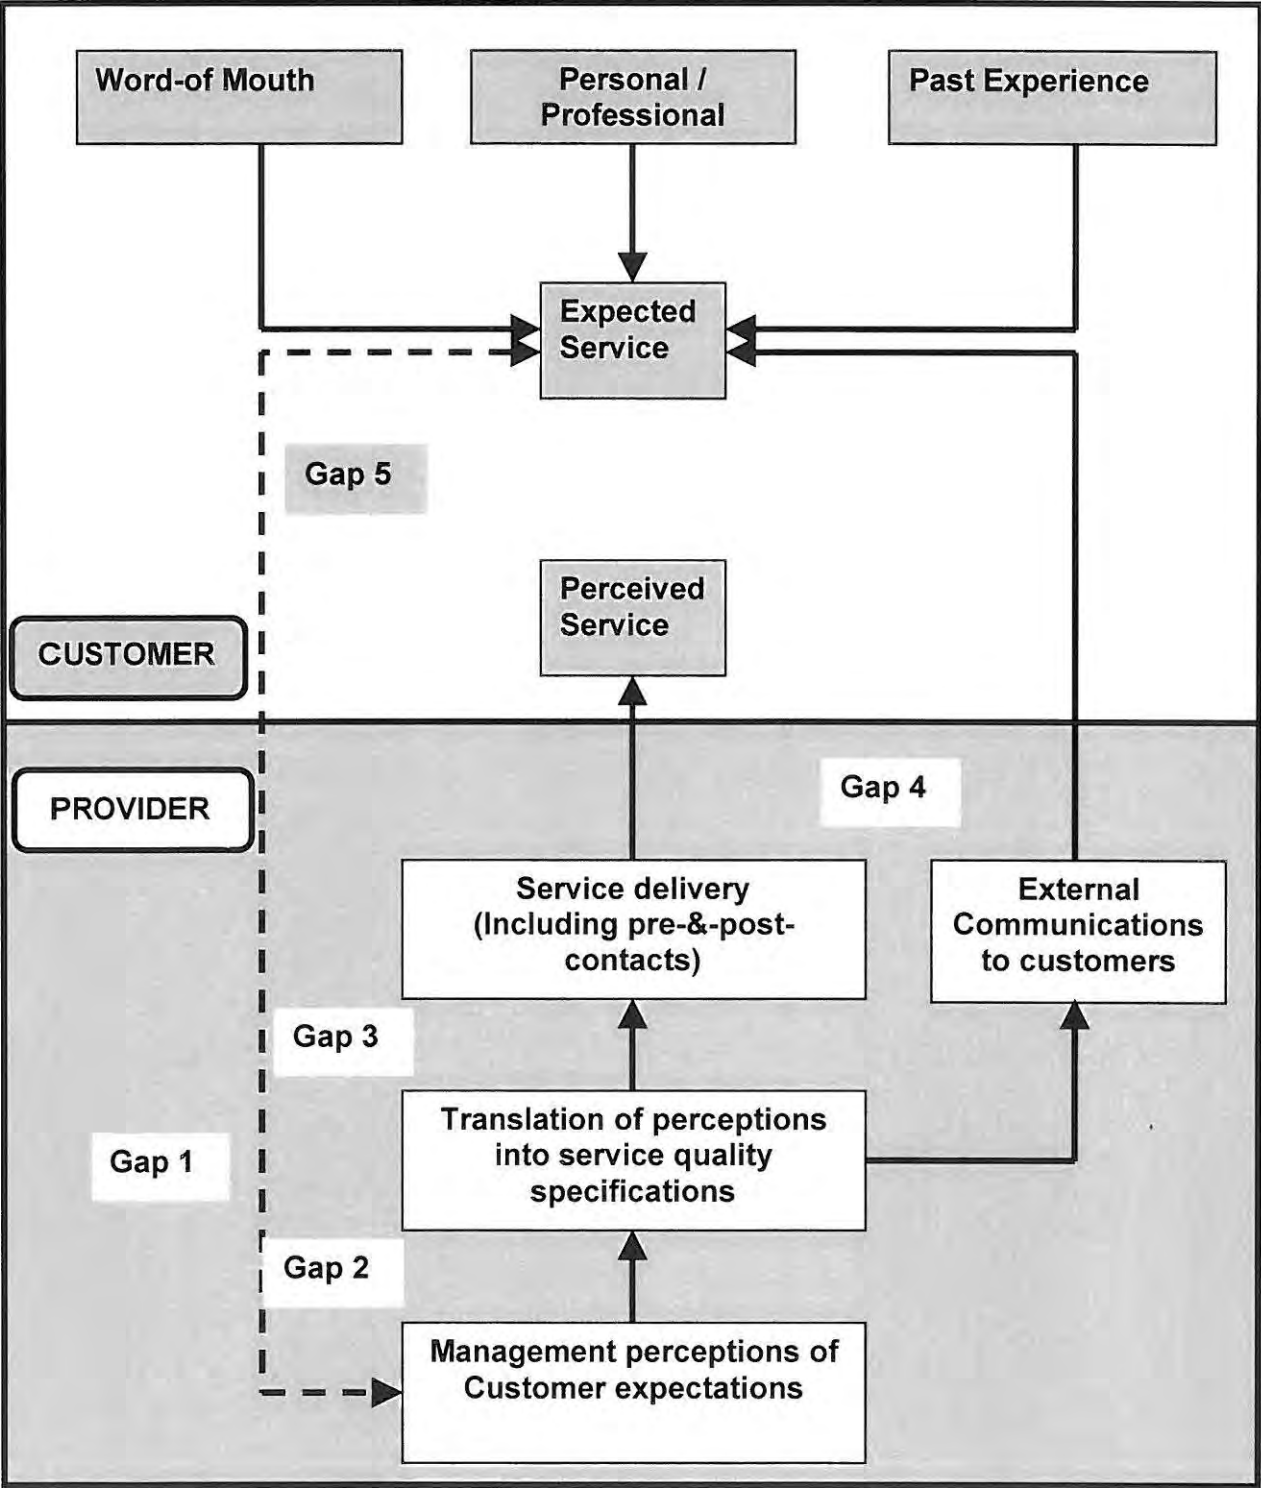 Word-of Mouth
Personal /
Professional
Past Experience
Expected
Service
Gap 5
Perceived
Service
CUSTOMER
PROVIDER
Gap 4
Service delivery
(Including pre-&-post-
contacts)
External
Communications
to customers
Gap 3
Translation of perceptions
into service quality
specifications
Gap 1
Gap 2
Management perceptions of
Customer expectations